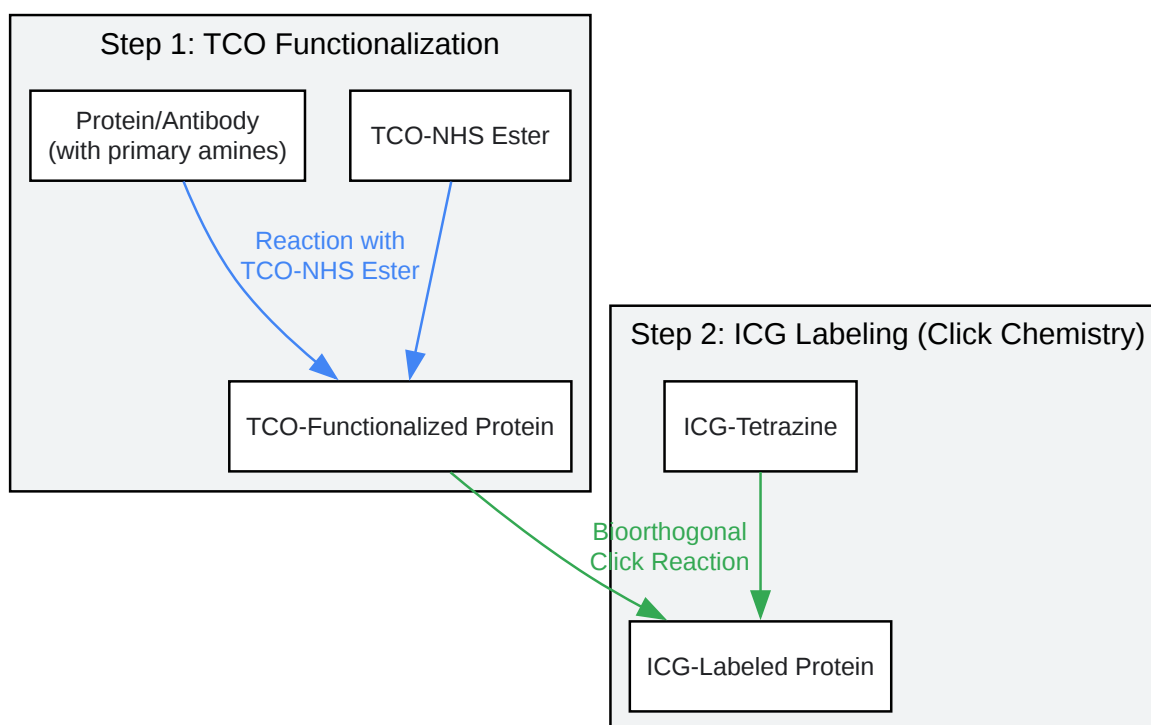 Step 1: TCO Functionalization
Protein/Antibody
(with primary amines)
TCO-NHS Ester
Reaction with
TCO-NHS Ester
TCO-Functionalized Protein
Step 2: ICG Labeling (Click Chemistry)
ICG-Tetrazine
Bioorthogonal
Click Reaction
ICG-Labeled Protein